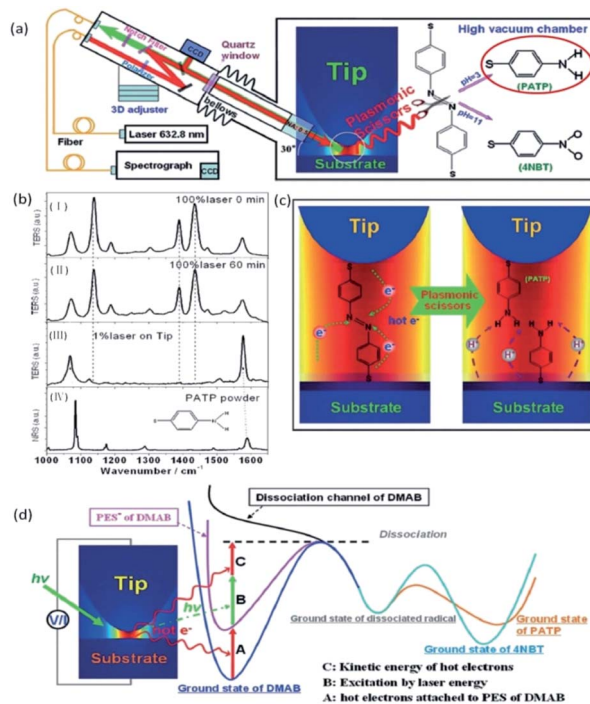 (a)
Notch Filter
Polarizer
CCD
Quartz
window
bellows
3D adjuster
Fiber
Laser 632.8 nm
Spectrograph
CCD
30°
Tip
Substrate
Plasmonic
Scissors
High vacuum chamber
pH=3
pH=11
S
N
N
S
S
N
H
H
(PATP)
S
N
O
O
(4NBT)
(b)
(I)
100%laser 0 min
TERS (a.u)
(II)
100%laser 60 min
TERS (a.u)
(III)
1%laser on Tip
TERS (a.u)
(IV)
PATP powder
NRS (a.u)
S
N
H
H
1000 1100 1200 1300 1400 1500 1600
Wavenumber / cm-1
(c)
Tip
S
N
N
S
e-
e-
e-
hot e-
Substrate
Plasmonic
scissors
Tip
S
(PATP)
N
H
H
H
H
N
S
H
H
H
Substrate
(d)
hν
V/I
Tip
hν
hot e-
Substrate
PES- of DMAB
Dissociation channel of DMAB
Dissociation
C
B
A
Ground state of DMAB
Ground state of dissociated radical
Ground state
of PATP
Ground state of 4NBT
C: Kinetic energy of hot electrons
B: Excitation by laser energy
A: hot electrons attached to PES of DMAB